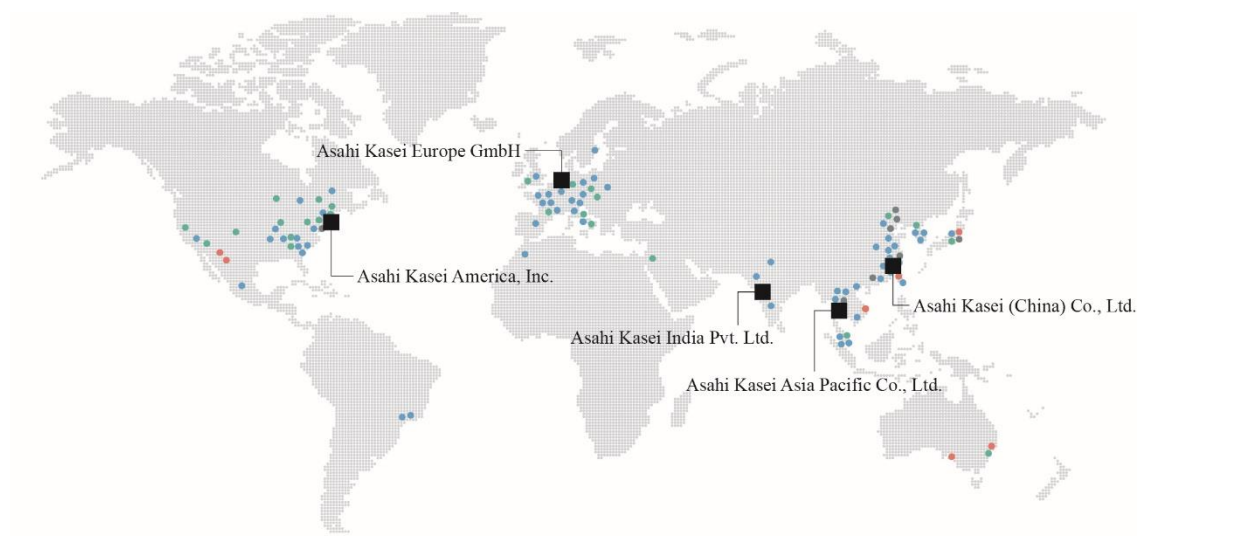 Asahi Kasei Europe GmbH
Asahi Kasei America, Inc.
Asahi Kasei (China) Co., Ltd.
Asahi Kasei India Pvt. Ltd.
Asahi Kasei Asia Pacific Co., Ltd.